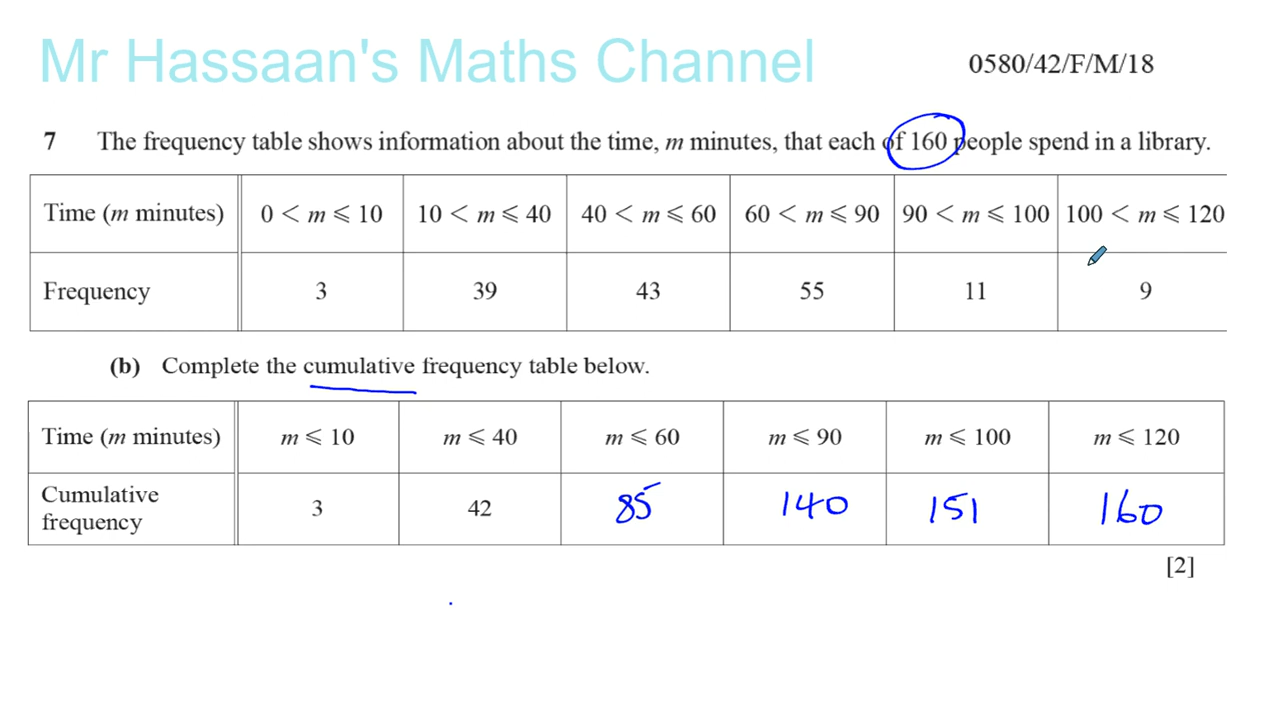 Mr Hassaan's Maths Channel
0580/42/F/M/18
7 The frequency table shows information about the time, m minutes, that each of 160 people spend in a library.
Time (m minutes) 0 < m ⩽ 10 10 < m ⩽ 40 40 < m ⩽ 60 60 < m ⩽ 90 90 < m ⩽ 100 100 < m ⩽ 120
Frequency 3 39 43 55 11 9
(b) Complete the cumulative frequency table below.
Time (m minutes) m ⩽ 10 m ⩽ 40 m ⩽ 60 m ⩽ 90 m ⩽ 100 m ⩽ 120
Cumulative
frequency 3 42 85 140 151 160
[2]